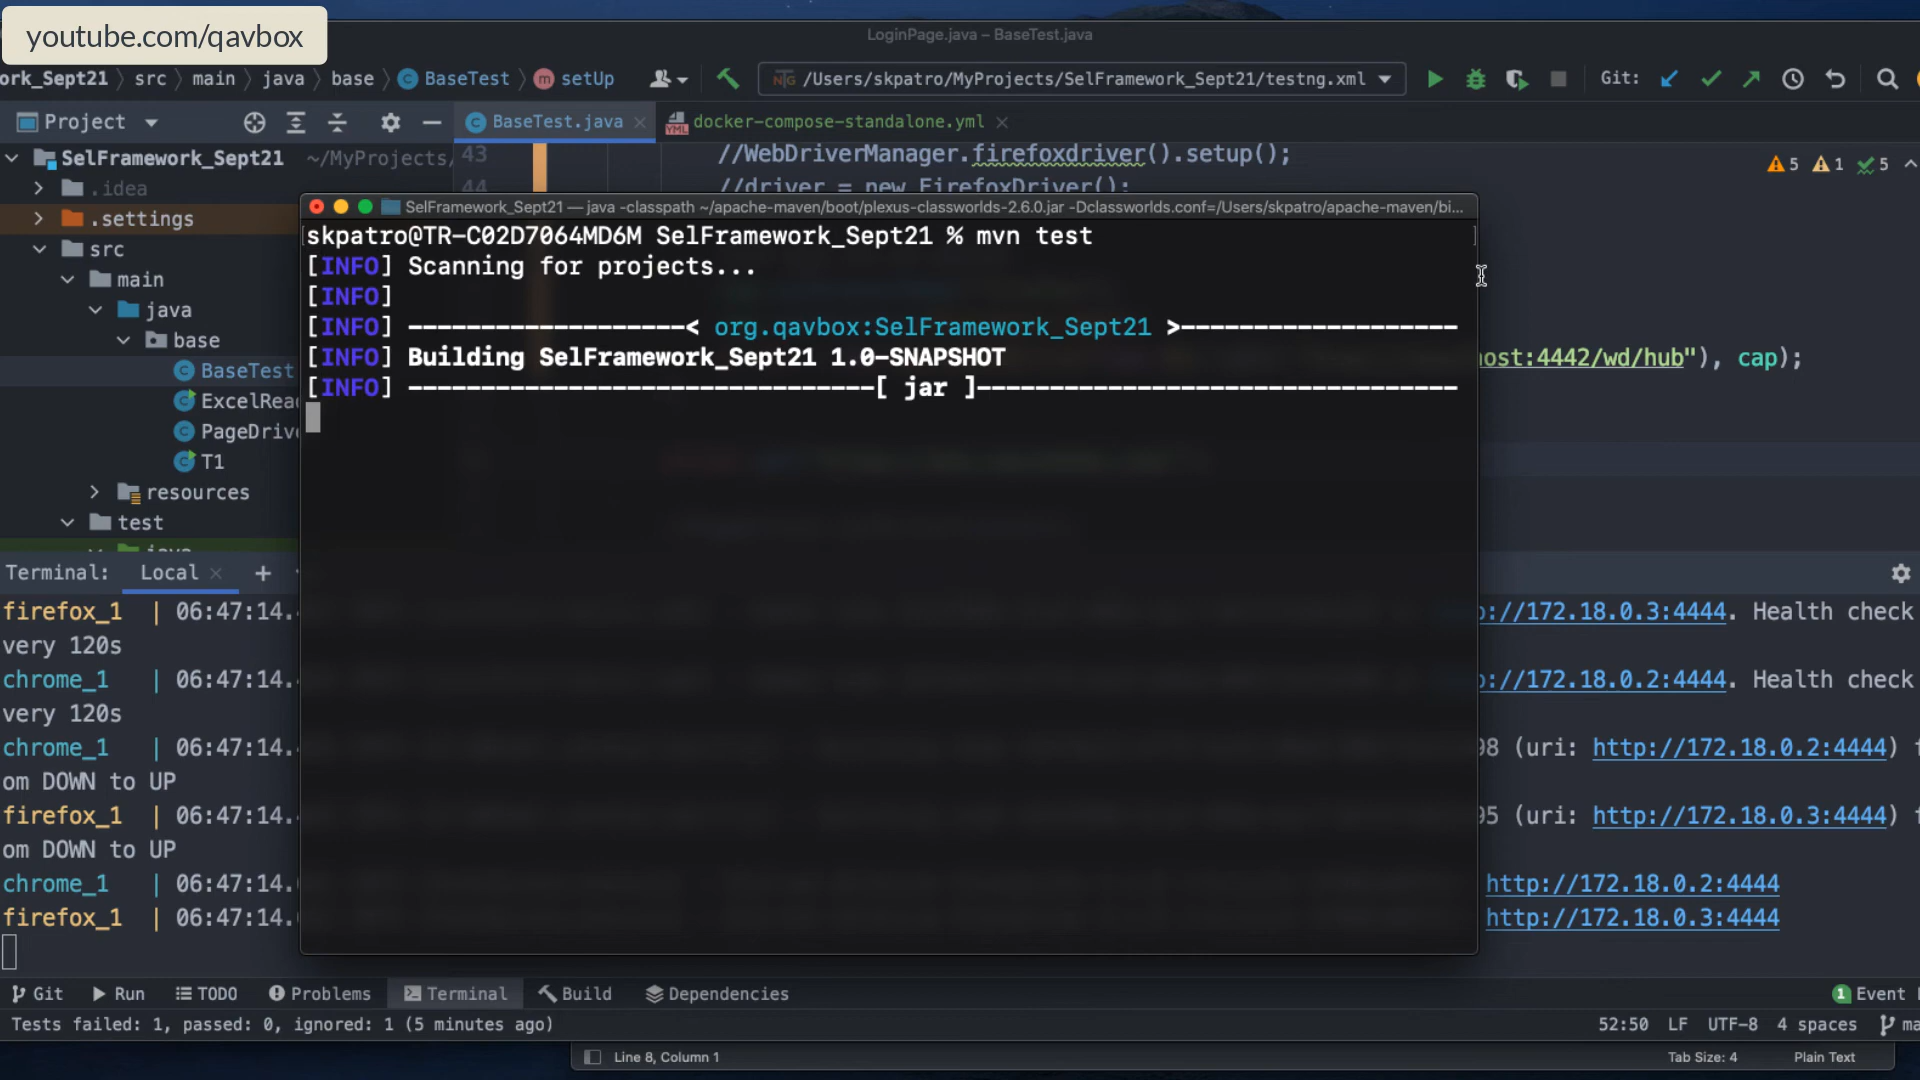 youtube.com/qavbox
LoginPage.java – BaseTest.java
ork_Sept21 src main java base BaseTest setUp
/Users/skpatro/MyProjects/SelFramework_Sept21/testng.xml
Git:
Project
BaseTest.java
docker-compose-standalone.yml
SelFramework_Sept21 ~/MyProjects/
.idea
.settings
src
main
java
base
BaseTest
ExcelRea
PageDriv
T1
resources
test
java
43 //WebDriverManager.firefoxdriver().setup();
44 //driver = new FirefoxDriver();
5 1 5
ost:4442/wd/hub"), cap);
SelFramework_Sept21 — java -classpath ~/apache-maven/boot/plexus-classworlds-2.6.0.jar -Dclassworlds.conf=/Users/skpatro/apache-maven/bi...
skpatro@TR-C02D7064MD6M SelFramework_Sept21 % mvn test
[INFO] Scanning for projects...
[INFO]
[INFO] -------------------< org.qavbox:SelFramework_Sept21 >-------------------
[INFO] Building SelFramework_Sept21 1.0-SNAPSHOT
[INFO] --------------------------------[ jar ]---------------------------------
Terminal: Local
firefox_1 | 06:47:14. ://172.18.0.3:4444. Health check
very 120s
chrome_1 | 06:47:14. ://172.18.0.2:4444. Health check
very 120s
chrome_1 | 06:47:14. 98 (uri: http://172.18.0.2:4444)
om DOWN to UP
firefox_1 | 06:47:14. 95 (uri: http://172.18.0.3:4444)
om DOWN to UP
chrome_1 | 06:47:14. http://172.18.0.2:4444
firefox_1 | 06:47:14. http://172.18.0.3:4444
Git Run TODO Problems Terminal Build Dependencies 1 Event
Tests failed: 1, passed: 0, ignored: 1 (5 minutes ago) 52:50 LF UTF-8 4 spaces ma
Line 8, Column 1 Tab Size: 4 Plain Text